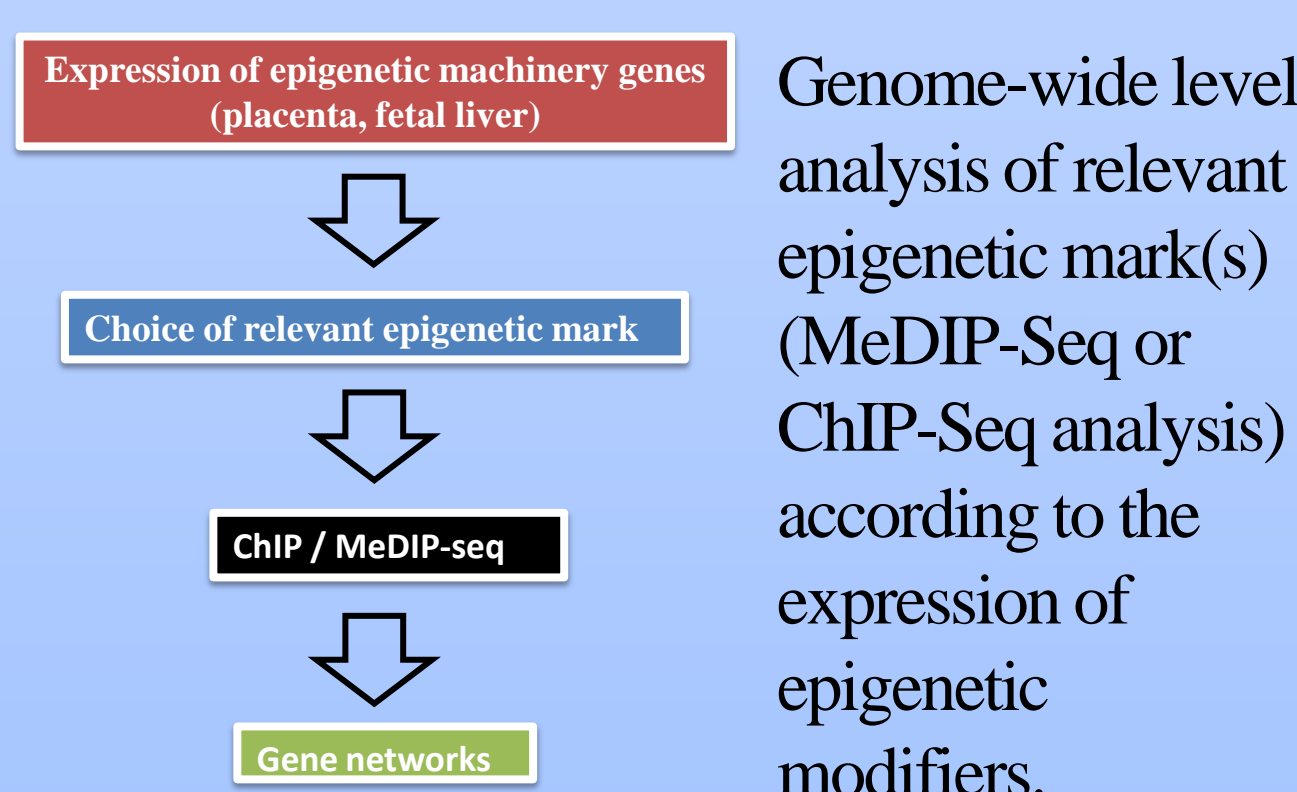 Expression of epigenetic machinery genes
(placenta, fetal liver)
Choice of relevant epigenetic mark
ChIP / MeDIP-seq
Gene networks
Genome-wide level
analysis of relevant
epigenetic mark(s)
(MeDIP-Seq or
ChIP-Seq analysis)
according to the
expression of
epigenetic
modifiers.